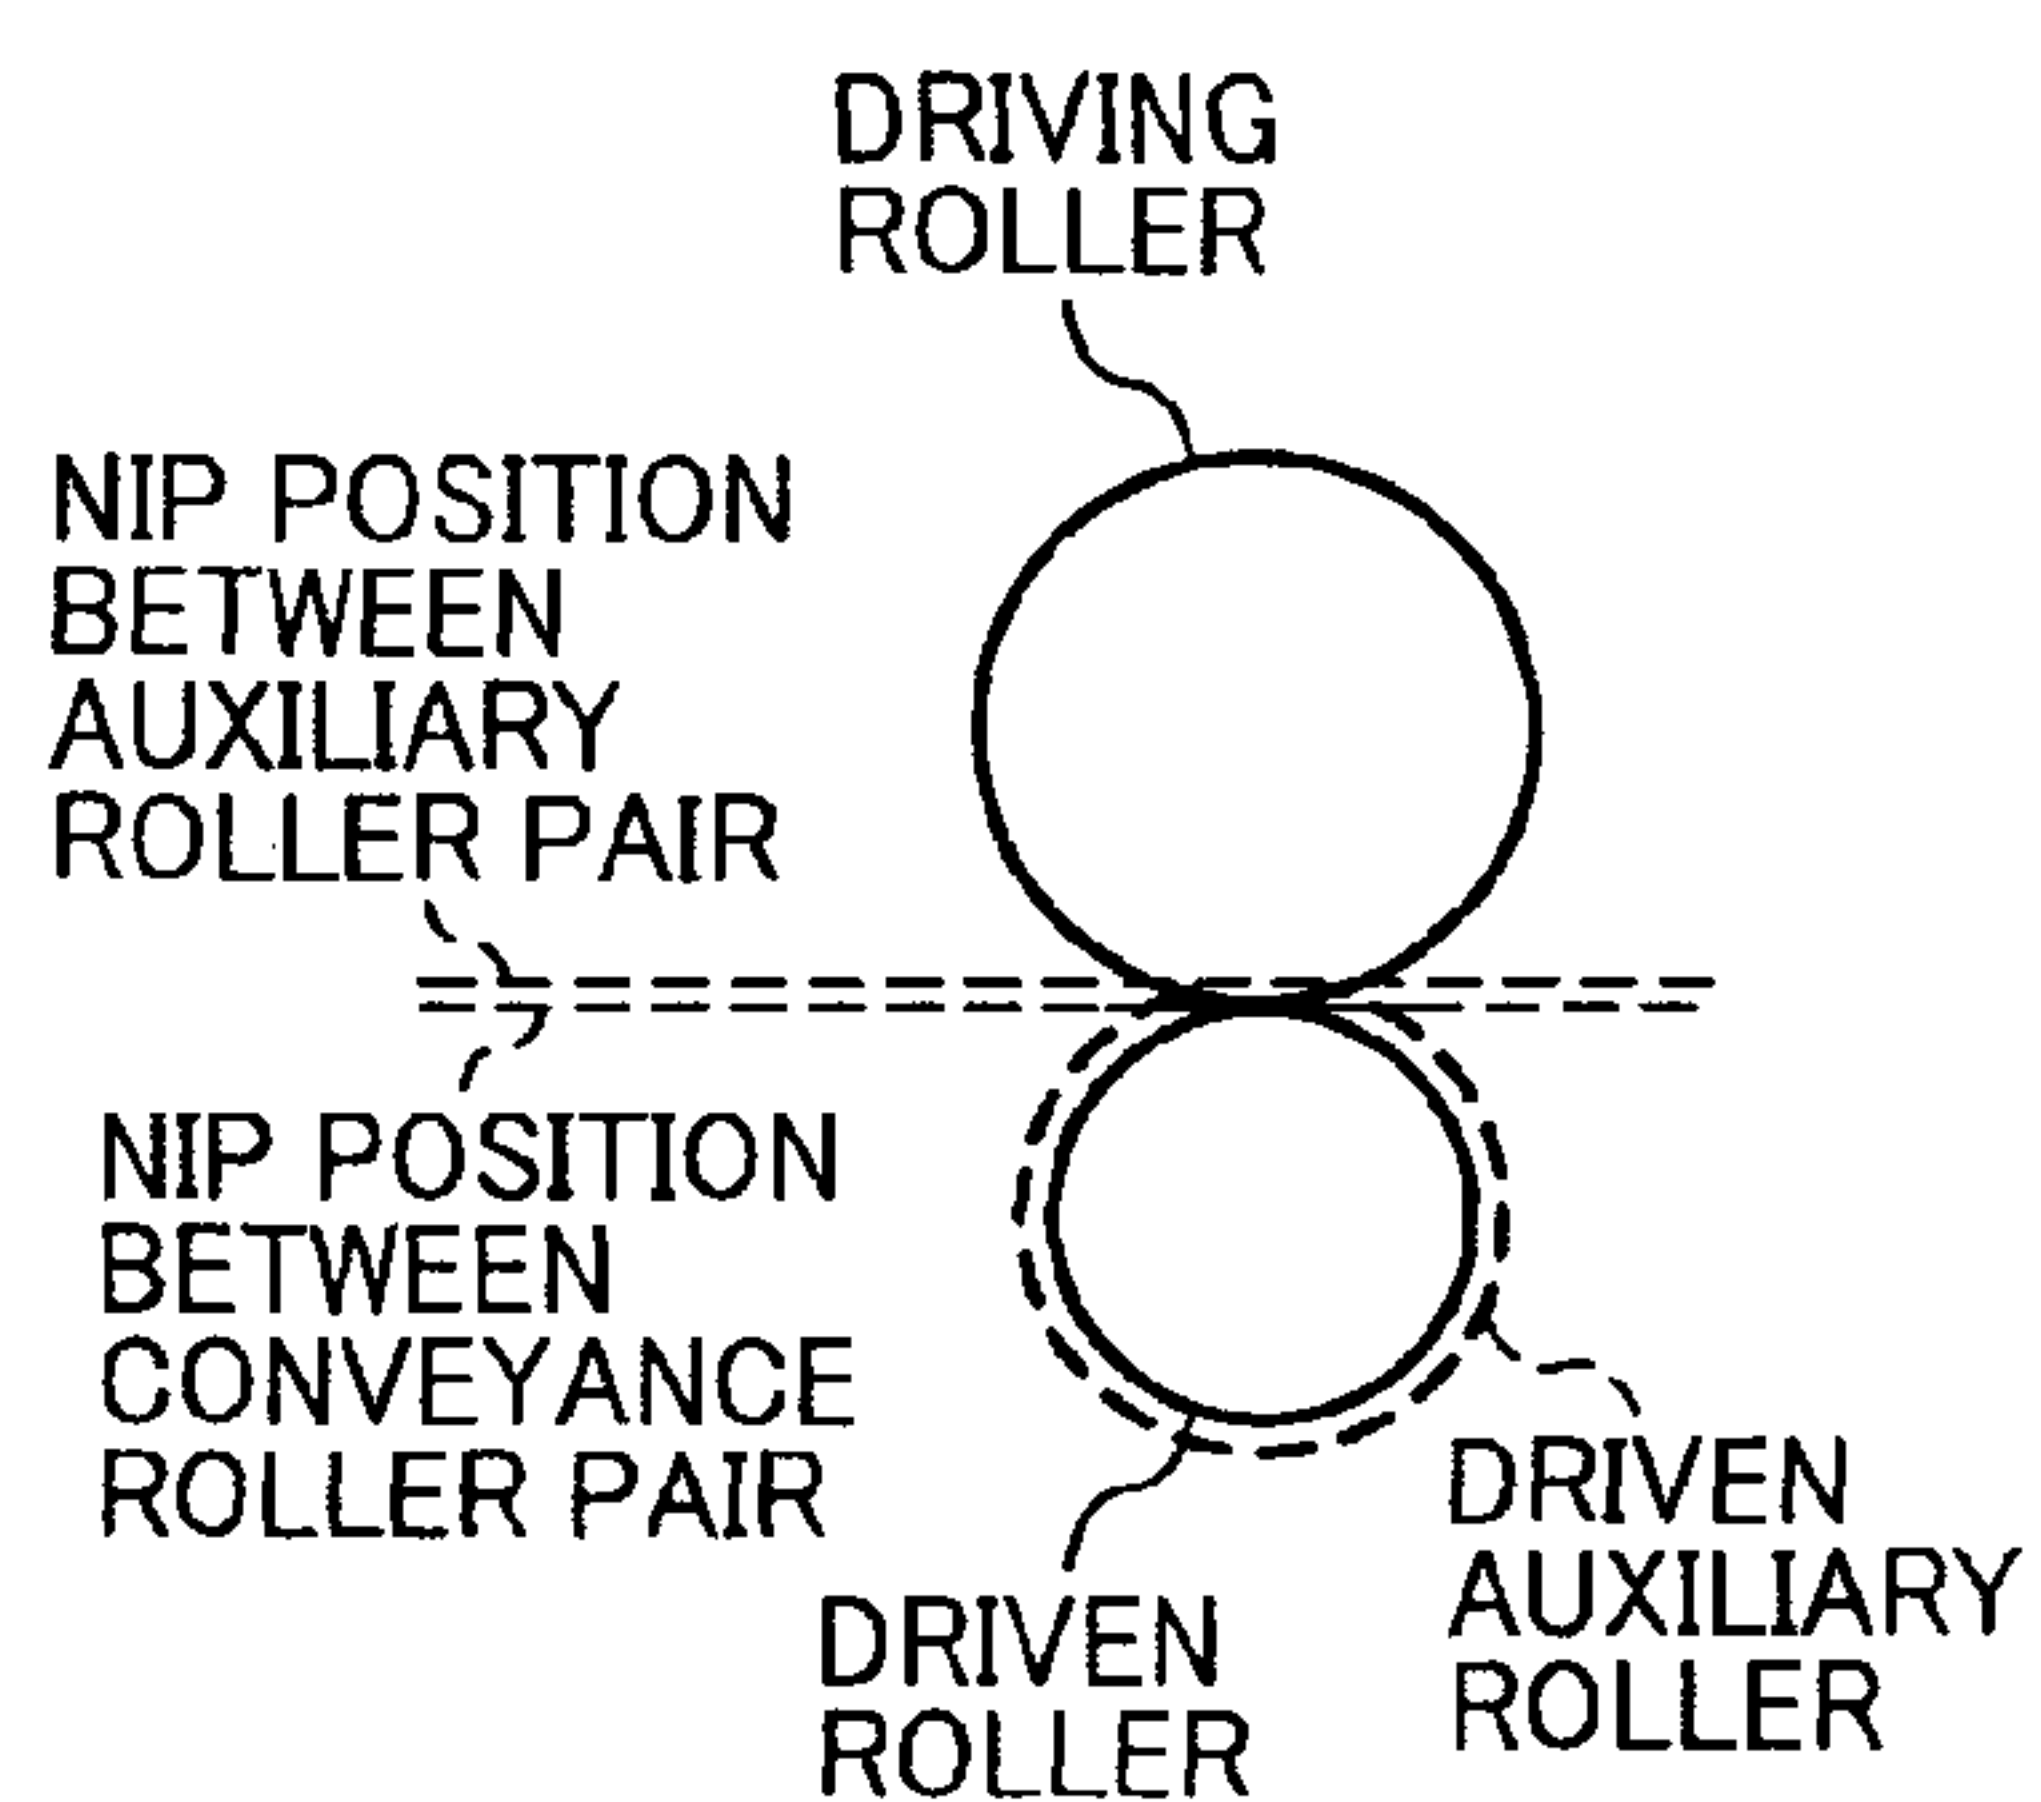 DRIVING
ROLLER
NIP POSITION
BETWEEN
AUXILIARY
ROLLER PAIR
NIP POSITION
BETWEEN
CONVEYANCE
ROLLER PAIR
DRIVEN
AUXILIARY
ROLLER
DRIVEN
ROLLER